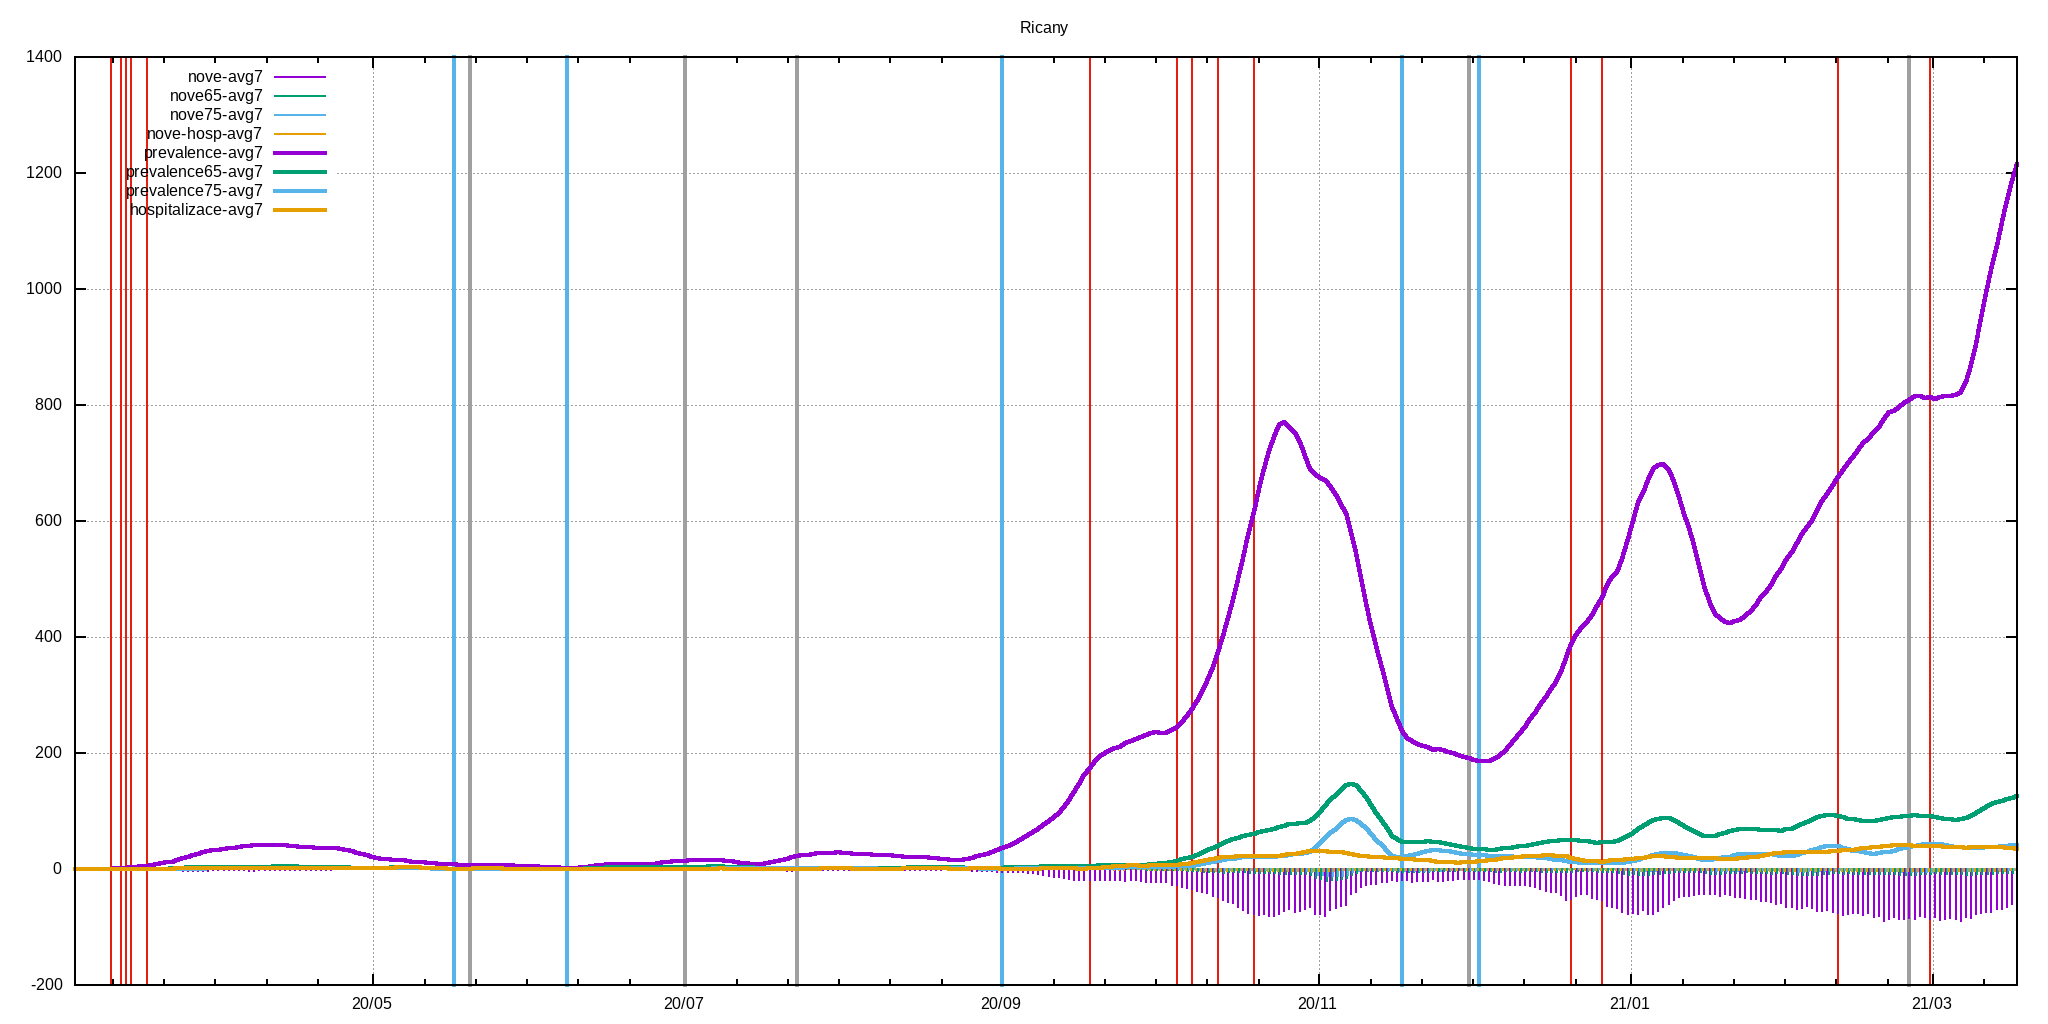 Ricany
1400
1200
1000
800
600
400
200
0
-200
nove-avg7
nove65-avg7
nove75-avg7
nove-hosp-avg7
prevalence-avg7
prevalence65-avg7
prevalence75-avg7
hospitalizace-avg7
20/05
20/07
20/09
20/11
21/01
21/03